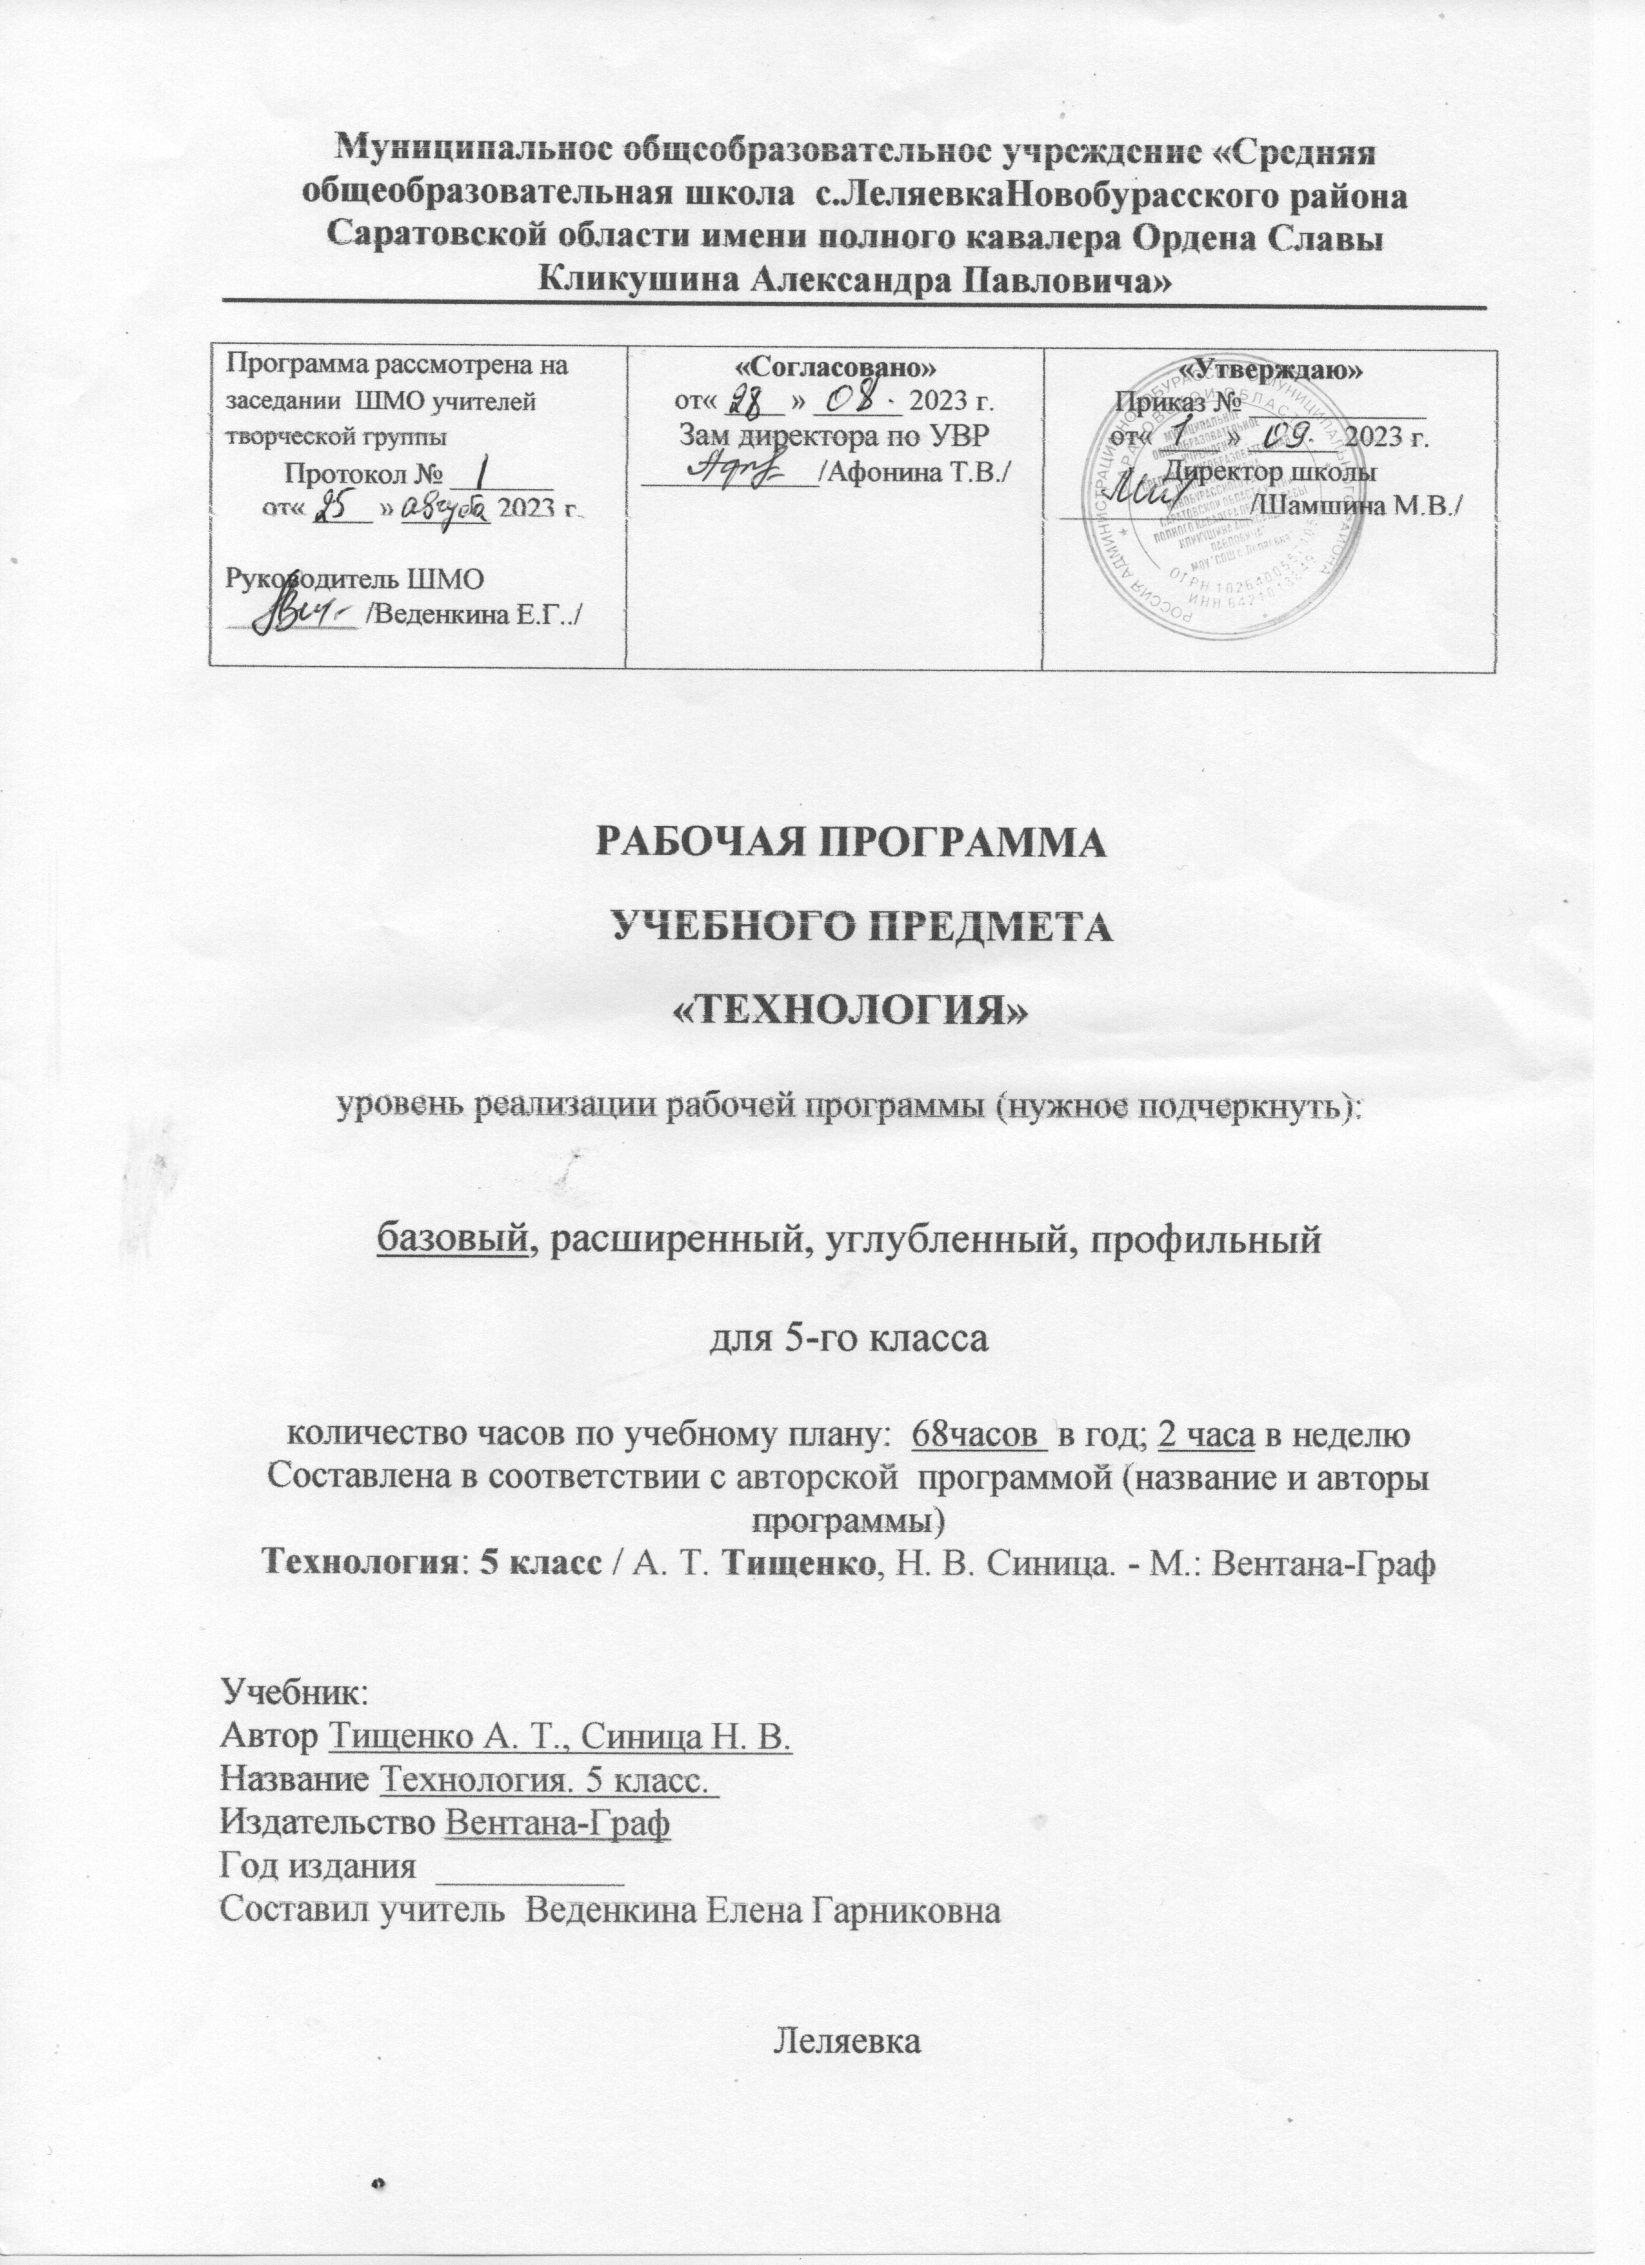 Муниципальное общеобразовательное учреждение «Средняя
общеобразовательная школа с.ЛеляевкаНовобурасского района
Саратовской области имени полного кавалера Ордена Славы
Кликушина Александра Павловича»
Программа рассмотрена на
заседании ШМО учителей
творческой группы
Протокол № 1
от« 25 » августа 2023 г.
Руководитель ШМО
/Веденкина Е.Г../
«Согласовано»
от« 28 » 08. 2023 г.
Зам директора по УВР
/Афонина Т.В./
«Утверждаю»
Приказ № ____________
от« 1 » 09. 2023 г.
Директор школы
/Шамшина М.В./
РАБОЧАЯ ПРОГРАММА
УЧЕБНОГО ПРЕДМЕТА
«ТЕХНОЛОГИЯ»
уровень реализации рабочей программы (нужное подчеркнуть):
базовый, расширенный, углубленный, профильный
для 5-го класса
количество часов по учебному плану: 68часов в год; 2 часа в неделю
Составлена в соответствии с авторской программой (название и авторы
программы)
Технология: 5 класс / А. Т. Тищенко, Н. В. Синица. - М.: Вентана-Граф
Учебник:
Автор Тищенко А. Т., Синица Н. В.
Название Технология. 5 класс.
Издательство Вентана-Граф
Год издания __________
Составил учитель Веденкина Елена Гарниковна
Леляевка